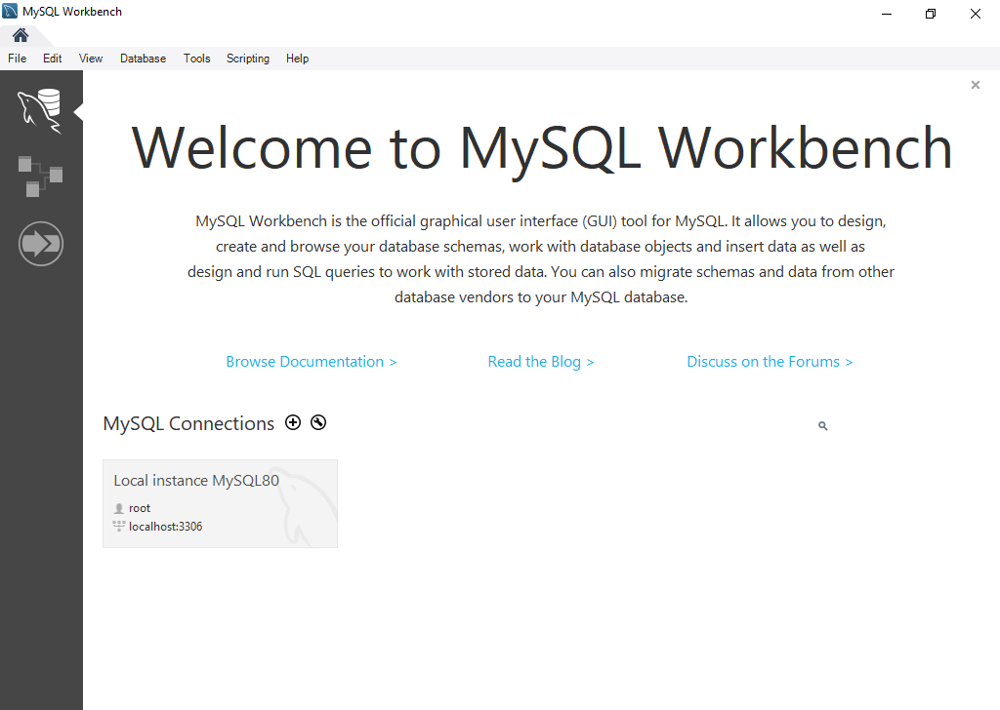 MySQL Workbench
File Edit View Database Tools Scripting Help
Welcome to MySQL Workbench
MySQL Workbench is the official graphical user interface (GUI) tool for MySQL. It allows you to design,
create and browse your database schemas, work with database objects and insert data as well as
design and run SQL queries to work with stored data. You can also migrate schemas and data from other
database vendors to your MySQL database.
Browse Documentation > Read the Blog > Discuss on the Forums >
MySQL Connections
Local instance MySQL80
root
localhost:3306